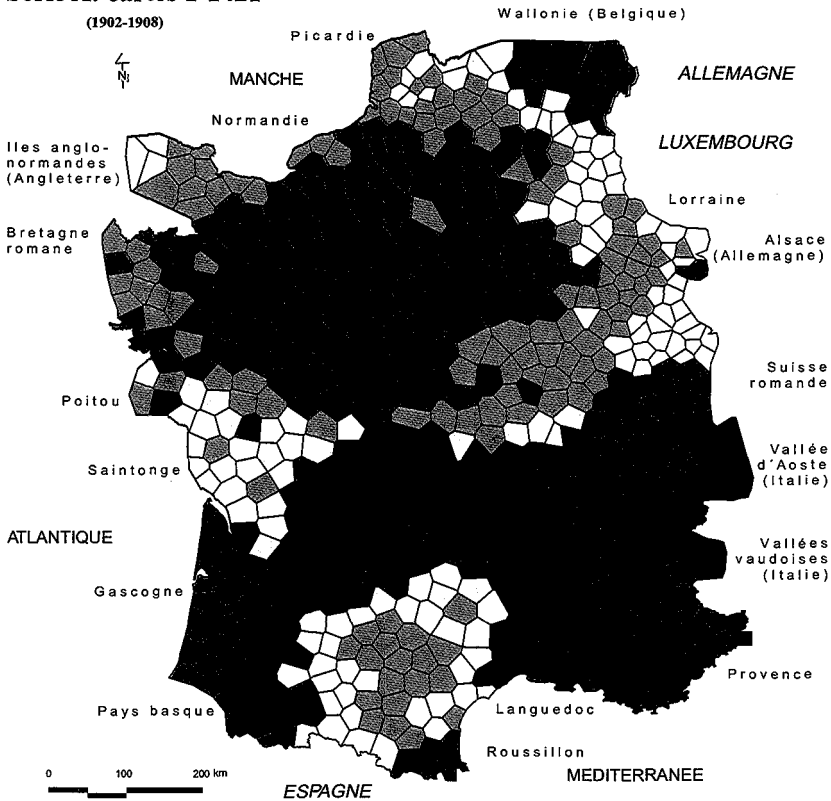 (1902-1908)
Wallonie (Belgique)
Picardie
N
MANCHE
ALLEMAGNE
Normandie
LUXEMBOURG
Iles anglo-
normandes
(Angleterre)
Lorraine
Bretagne
romane
Alsace
(Allemagne)
Suisse
romande
Poitou
Saintonge
Vallée
d'Aoste
(Italie)
ATLANTIQUE
Vallées
vaudoises
(Italie)
Gascogne
Provence
Pays basque
Languedoc
Roussillon
0 100 200 km
ESPAGNE
MEDITERRANEE